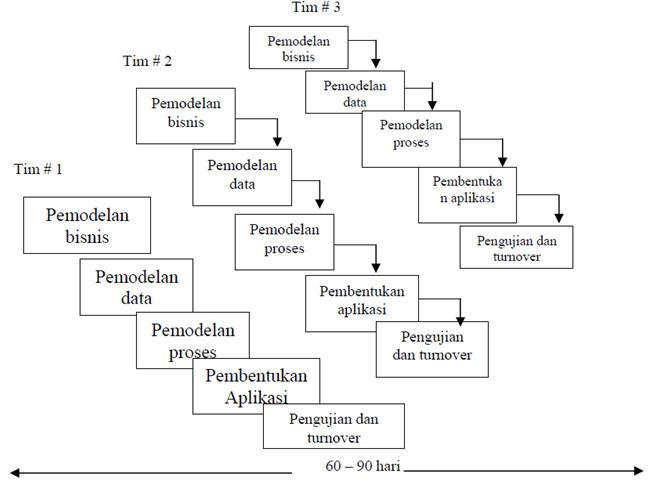 Tim # 3
Pemodelan
bisnis
Pemodelan
data
Pemodelan
proses
Pembentuka
n aplikasi
Pengujian dan
turnover
Tim # 2
Pemodelan
bisnis
Pemodelan
data
Pemodelan
proses
Pembentukan
aplikasi
Pengujian
dan turnover
Tim # 1
Pemodelan
bisnis
Pemodelan
data
Pemodelan
proses
Pembentukan
Aplikasi
Pengujian dan
turnover
60 – 90 hari